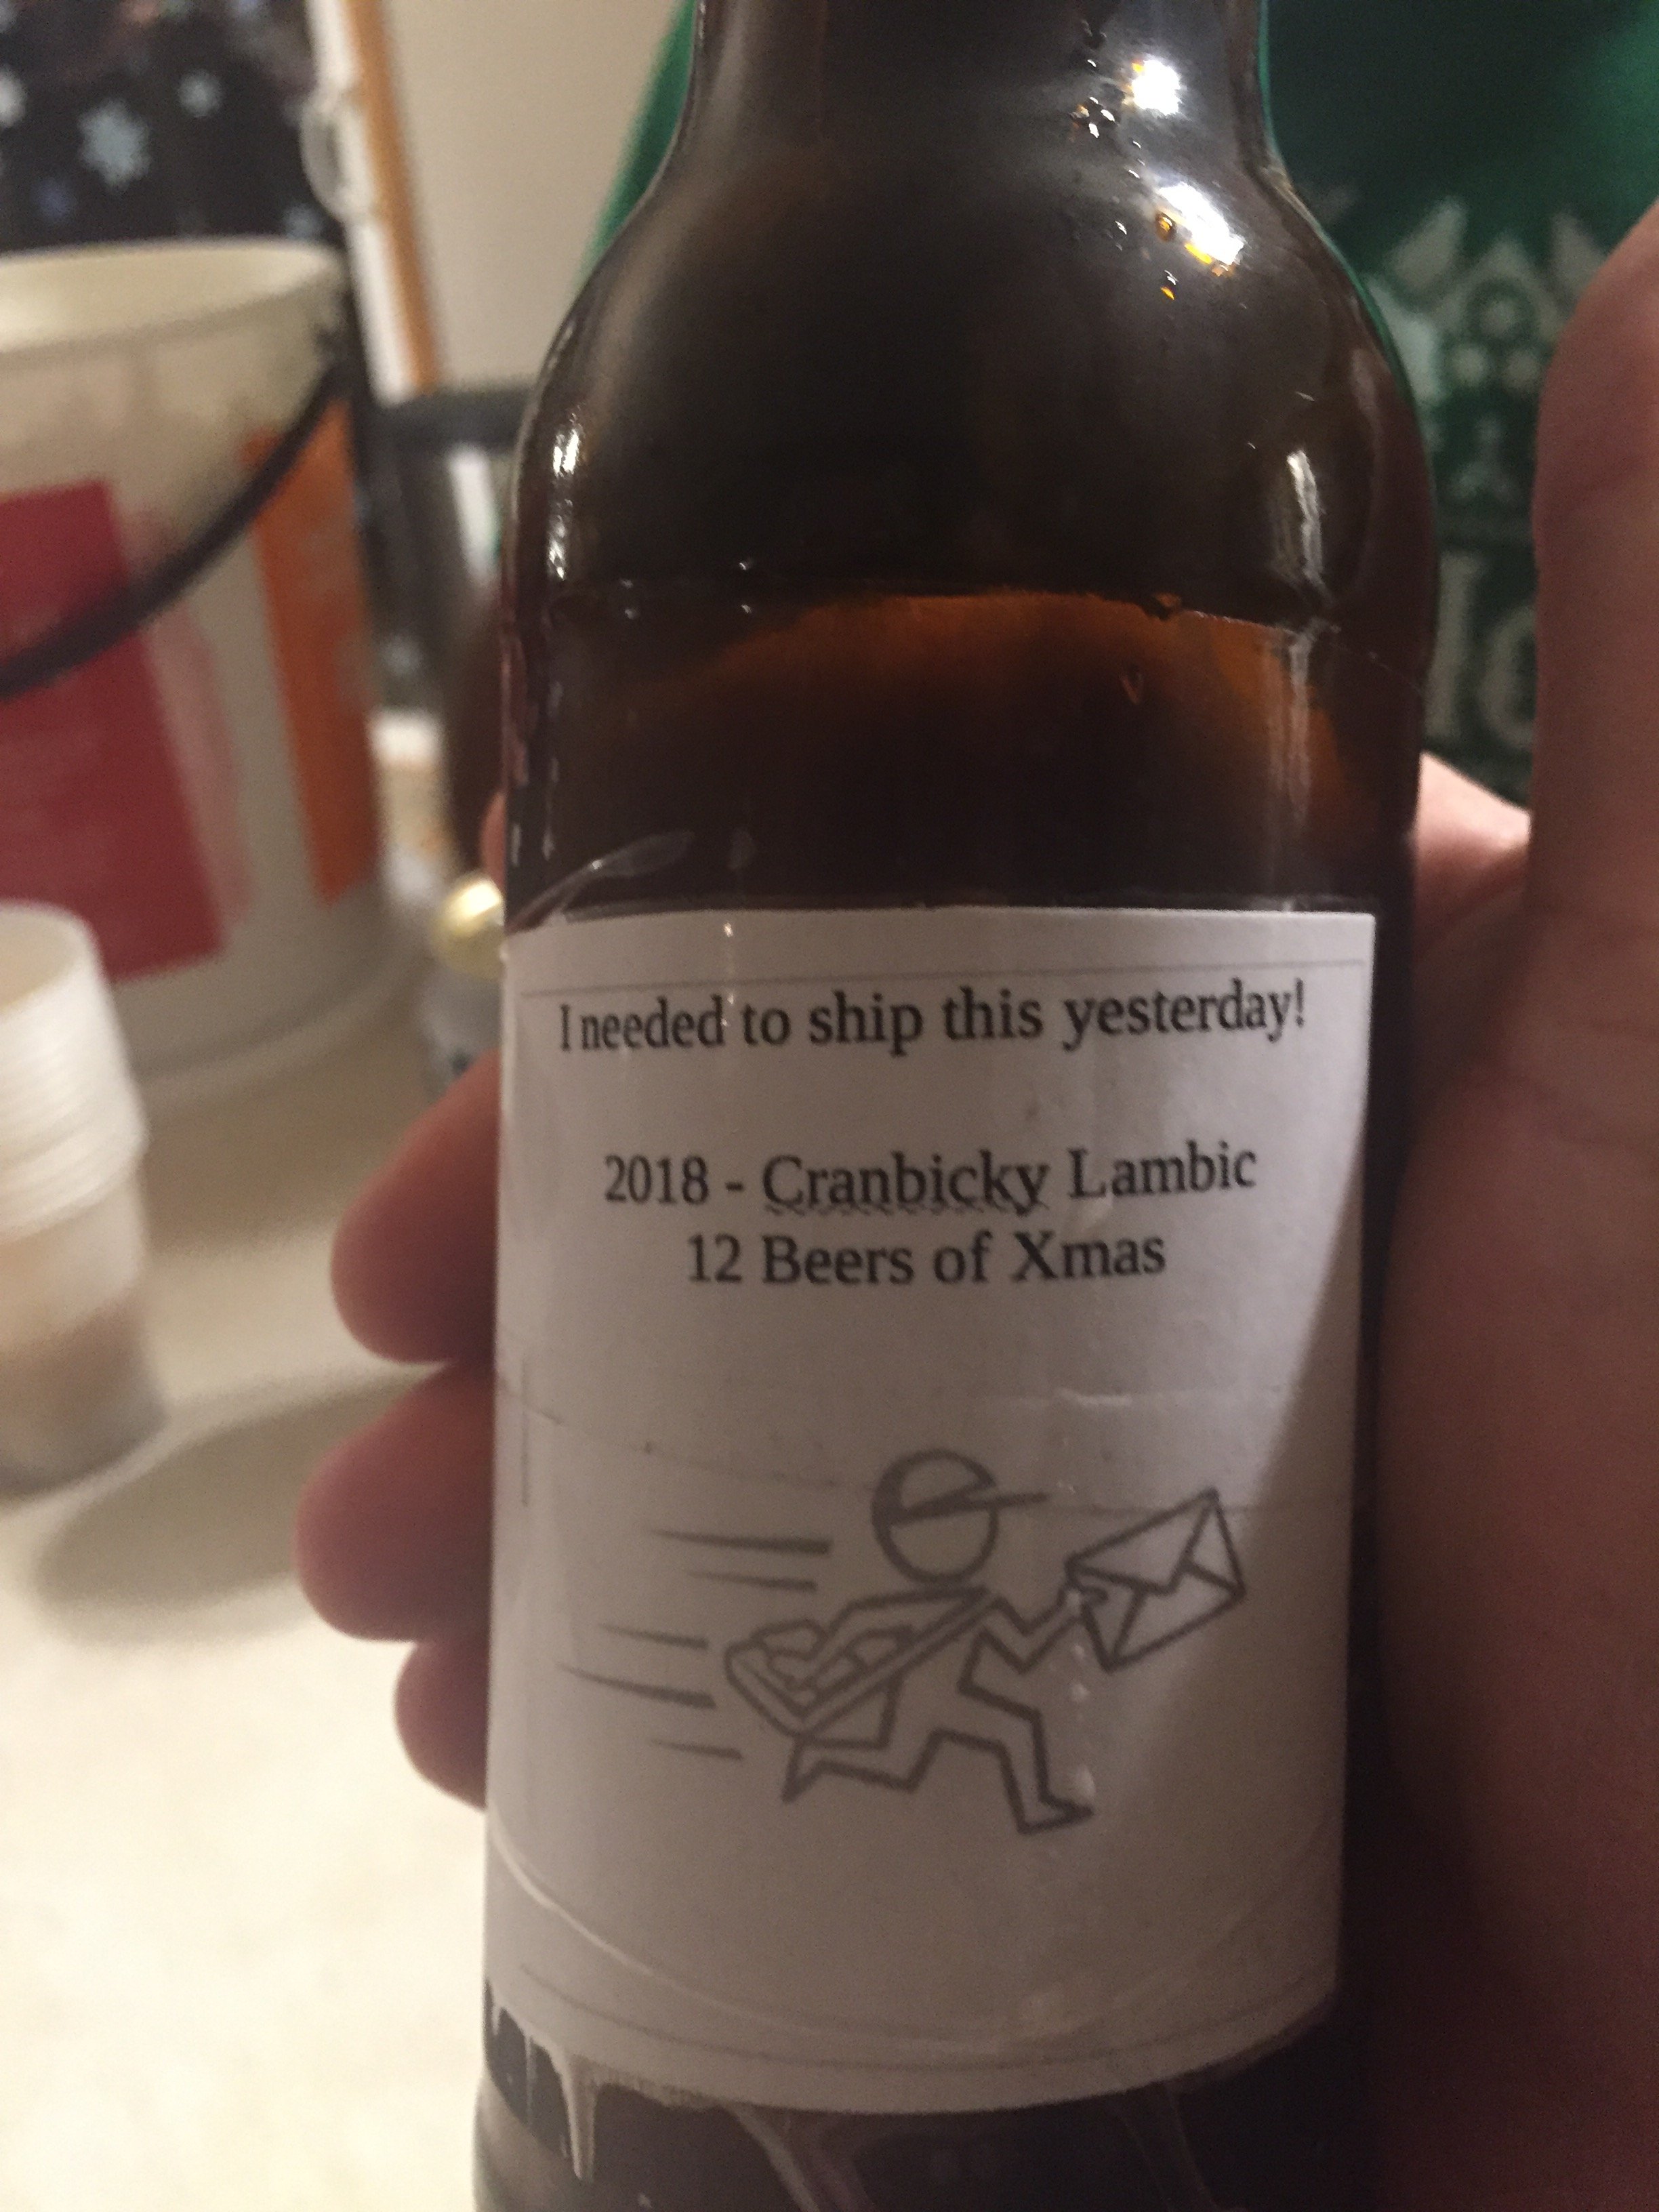 I needed to ship this yesterday!
2018 - Cranbicky Lambic
12 Beers of Xmas